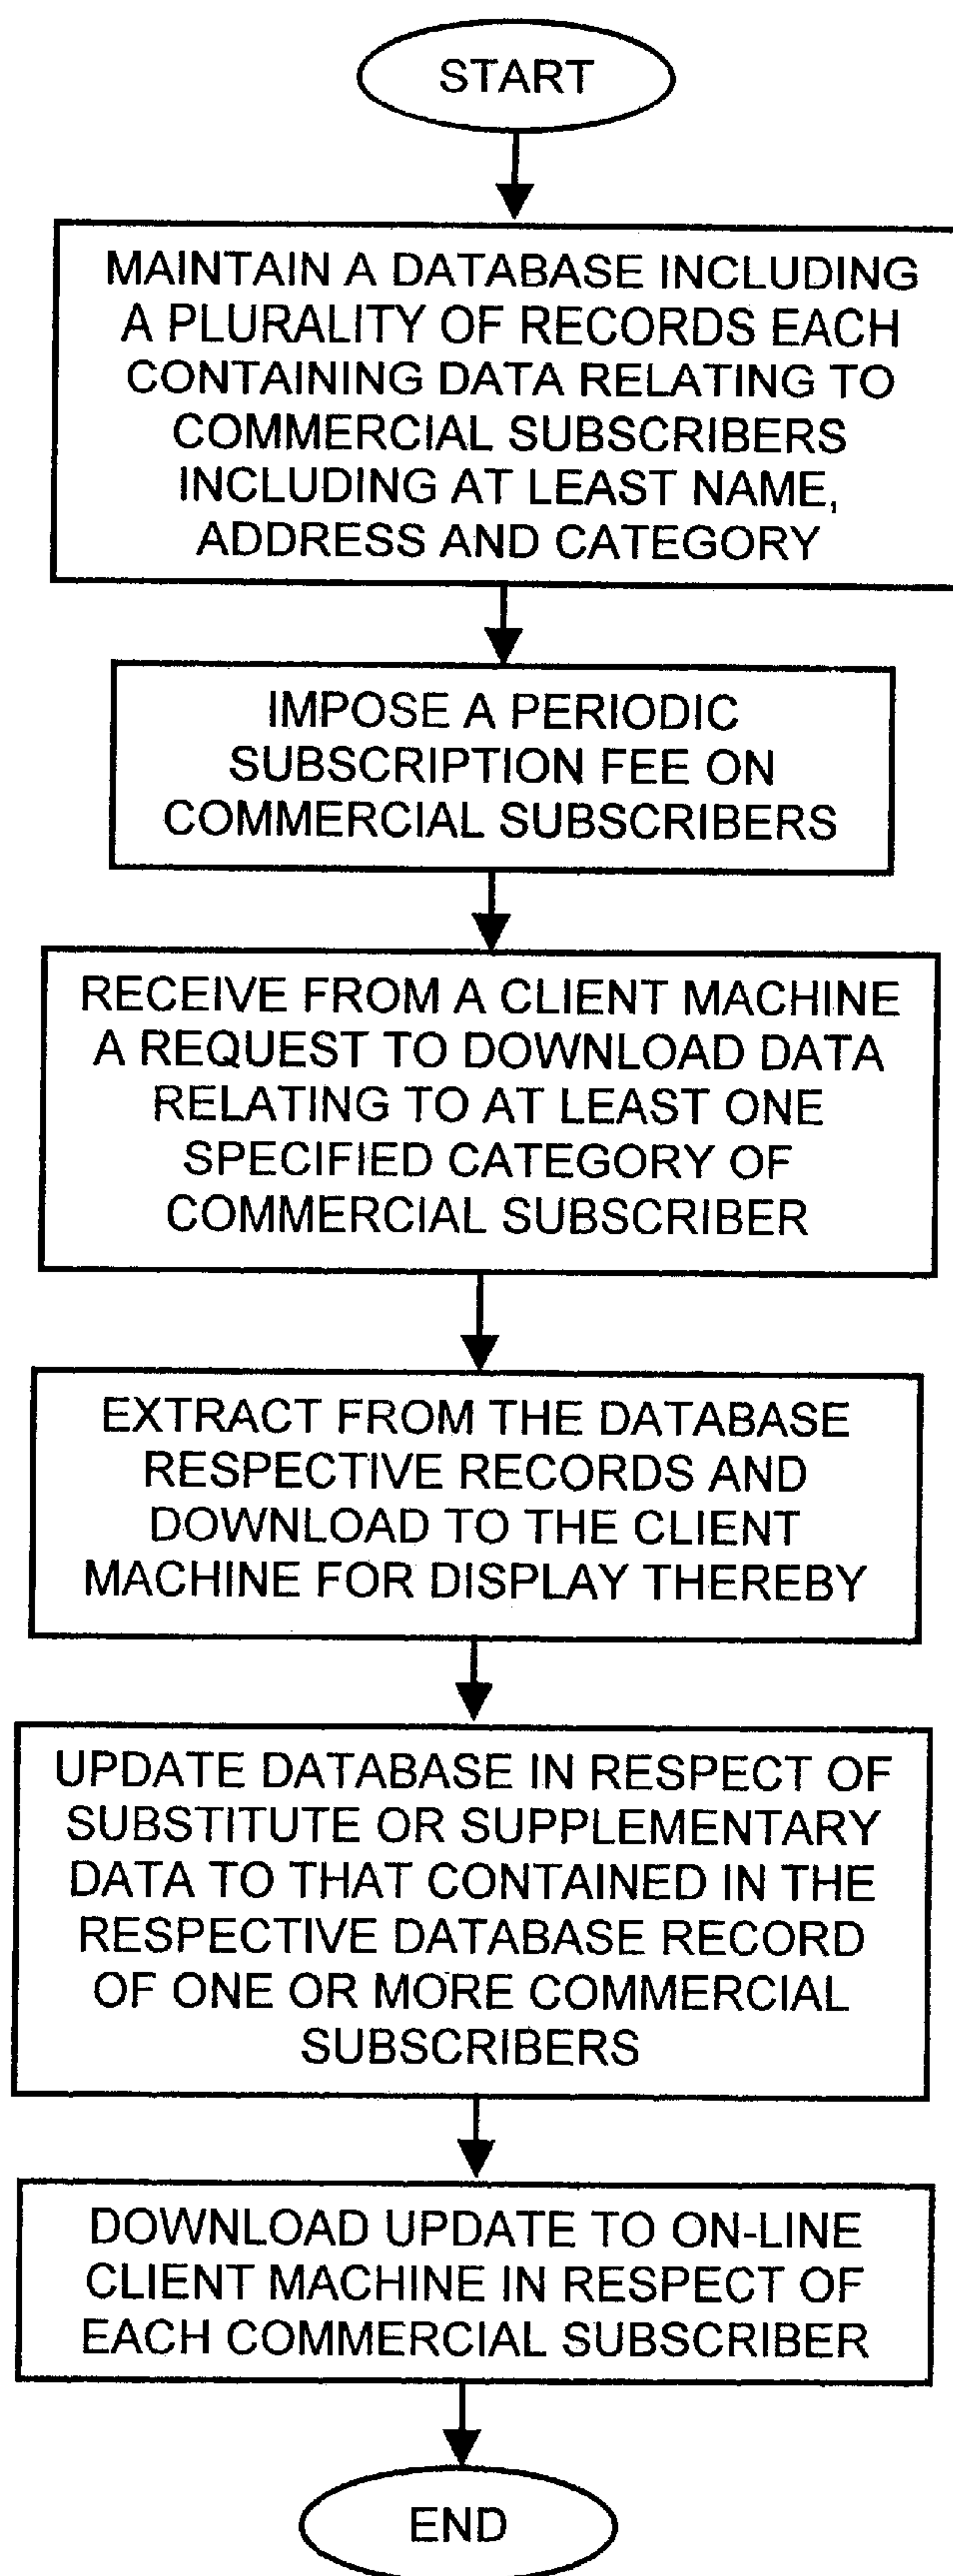 START
MAINTAIN A DATABASE INCLUDING
A PLURALITY OF RECORDS EACH
CONTAINING DATA RELATING TO
COMMERCIAL SUBSCRIBERS
INCLUDING AT LEAST NAME,
ADDRESS AND CATEGORY
IMPOSE A PERIODIC
SUBSCRIPTION FEE ON
COMMERCIAL SUBSCRIBERS
RECEIVE FROM A CLIENT MACHINE
A REQUEST TO DOWNLOAD DATA
RELATING TO AT LEAST ONE
SPECIFIED CATEGORY OF
COMMERCIAL SUBSCRIBER
EXTRACT FROM THE DATABASE
RESPECTIVE RECORDS AND
DOWNLOAD TO THE CLIENT
MACHINE FOR DISPLAY THEREBY
UPDATE DATABASE IN RESPECT OF
SUBSTITUTE OR SUPPLEMENTARY
DATA TO THAT CONTAINED IN THE
RESPECTIVE DATABASE RECORD
OF ONE OR MORE COMMERCIAL
SUBSCRIBERS
DOWNLOAD UPDATE TO ON-LINE
CLIENT MACHINE IN RESPECT OF
EACH COMMERCIAL SUBSCRIBER
END